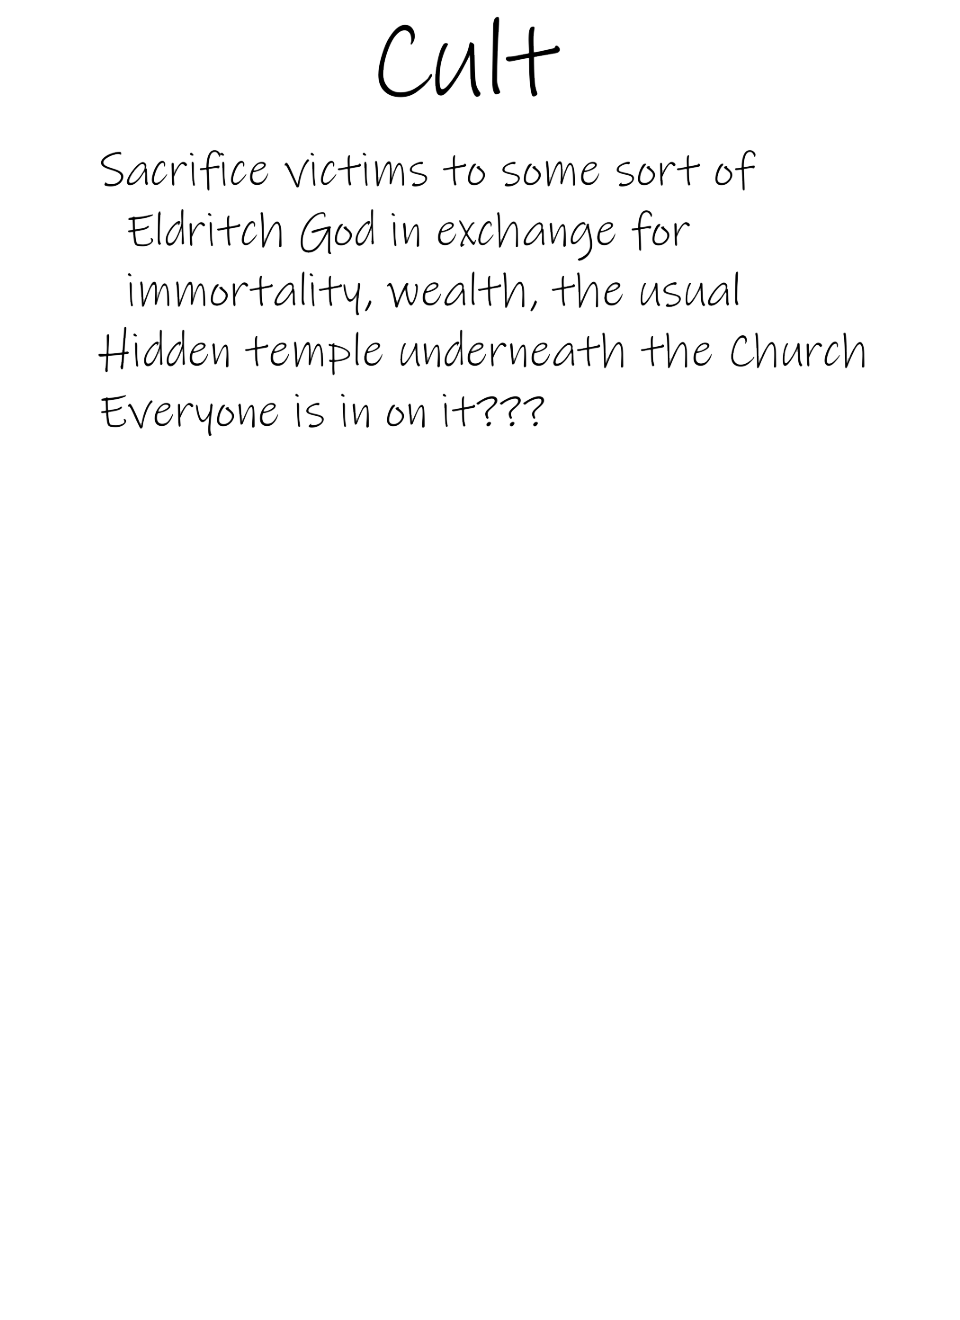 Cult
Sacrifice victims to some sort of
Eldritch God in exchange for
immortality, wealth, the usual
Hidden temple underneath the Church
Everyone is in on it???